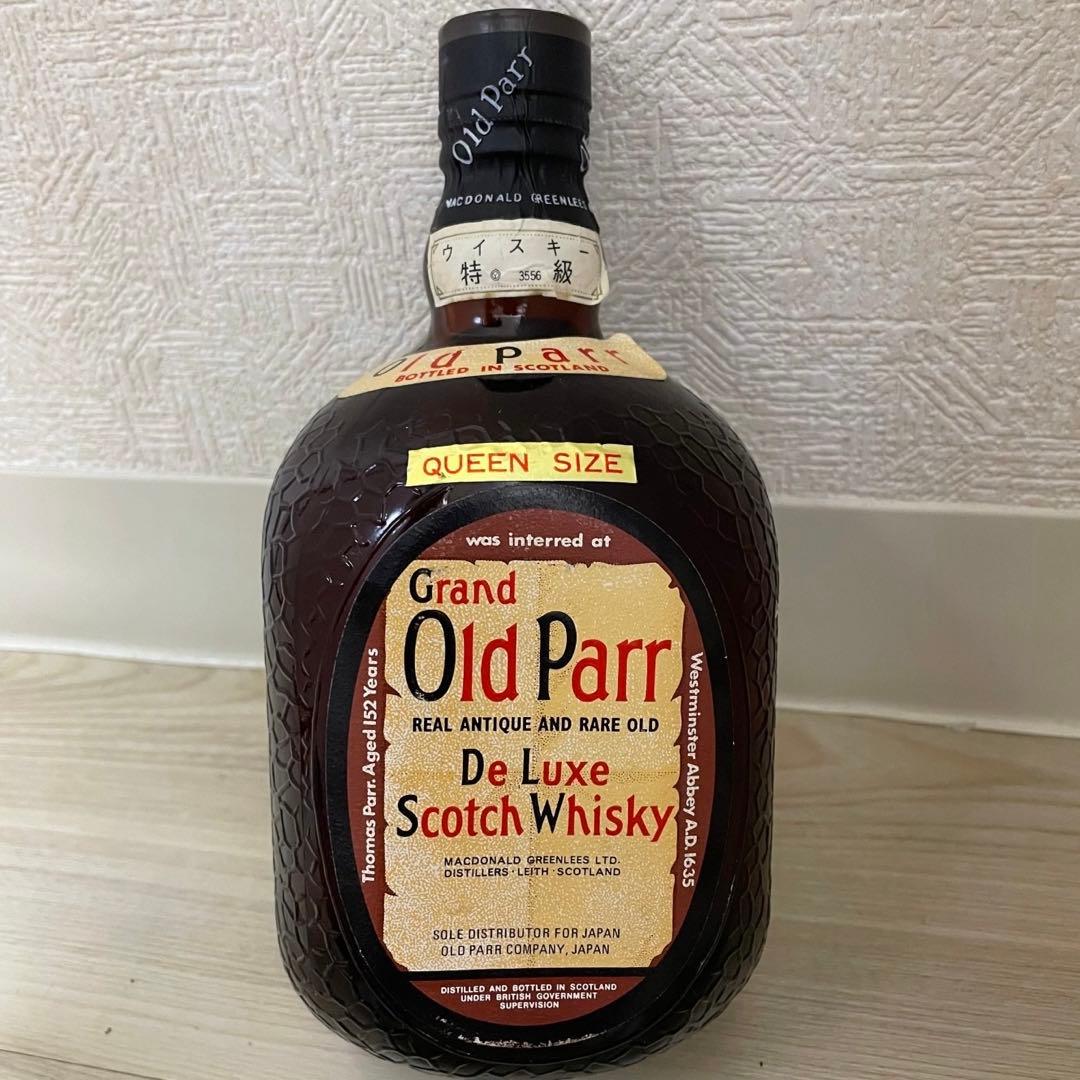 Old Parr
MACDONALD GREENLEES
ウイスキー
特 3556 級
Old Parr
BOTTLED IN SCOTLAND
QUEEN SIZE
was interred at
Grand
Old Parr
REAL ANTIQUE AND RARE OLD
De Luxe
Scotch Whisky
Thomas Parr. Aged 152 Years
Westminster Abbey A.D. 1635
MACDONALD GREENLEES LTD.
DISTILLERS · LEITH · SCOTLAND
SOLE DISTRIBUTOR FOR JAPAN
OLD PARR COMPANY, JAPAN
DISTILLED AND BOTTLED IN SCOTLAND
UNDER BRITISH GOVERNMENT
SUPERVISION